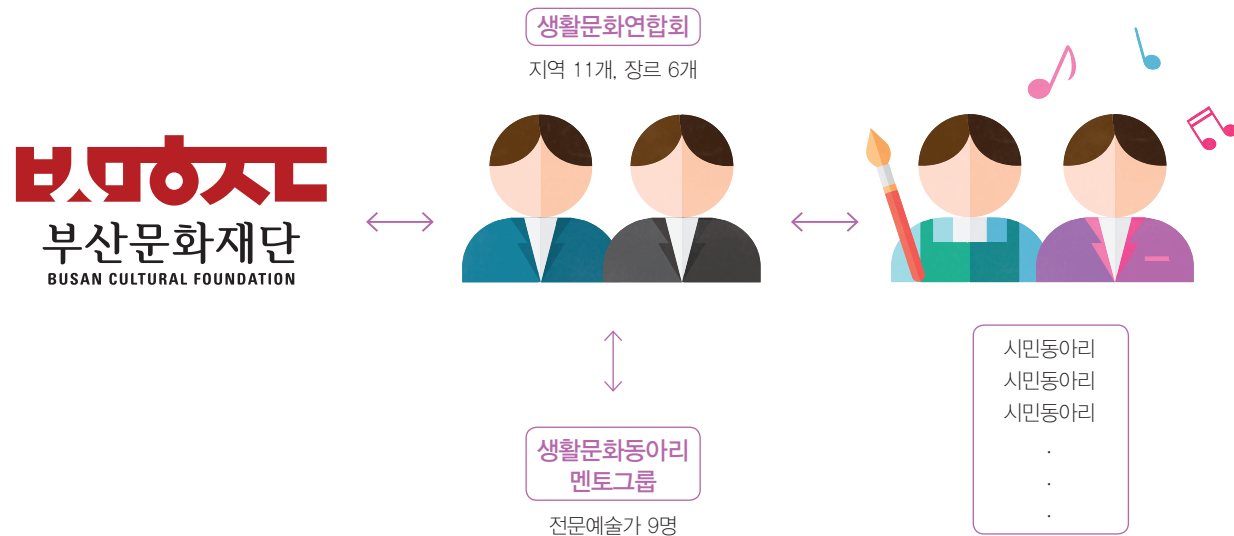 생활문화연합회
지역 11개, 장르 6개
부산문화재단
BUSAN CULTURAL FOUNDATION
시민동아리
시민동아리
시민동아리
.
.
.
생활문화동아리
멘토그룹
전문예술가 9명